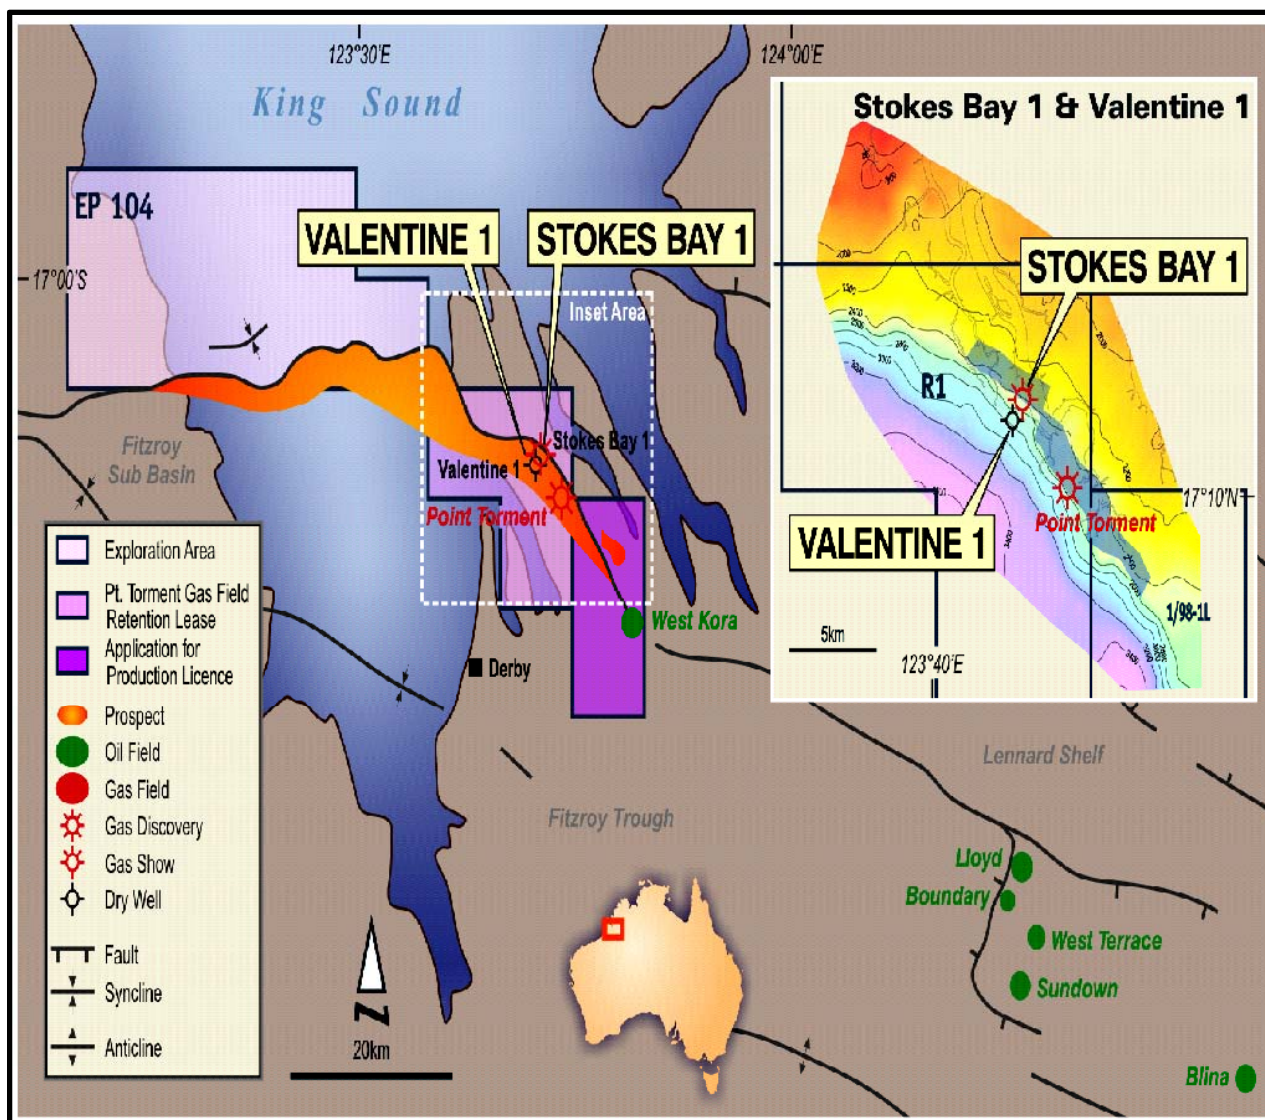 123°30'E
124°00'E
King Sound
Stokes Bay 1 & Valentine 1
EP 104
VALENTINE 1
STOKES BAY 1
STOKES BAY 1
17°00'S
Inset Area
R1
Fitzroy
Sub Basin
Stokes Bay 1
Valentine 1
Point Torment
17°10'N
Point Torment
VALENTINE 1
1/98-1L
5km
123°40'E
West Kora
Derby
Exploration Area
Pt. Torment Gas Field
Retention Lease
Application for
Production Licence
Prospect
Oil Field
Gas Field
Gas Discovery
Gas Show
Dry Well
Fault
Syncline
Anticline
Lennard Shelf
Fitzroy Trough
Lloyd
Boundary
West Terrace
Sundown
Blina
N
20km